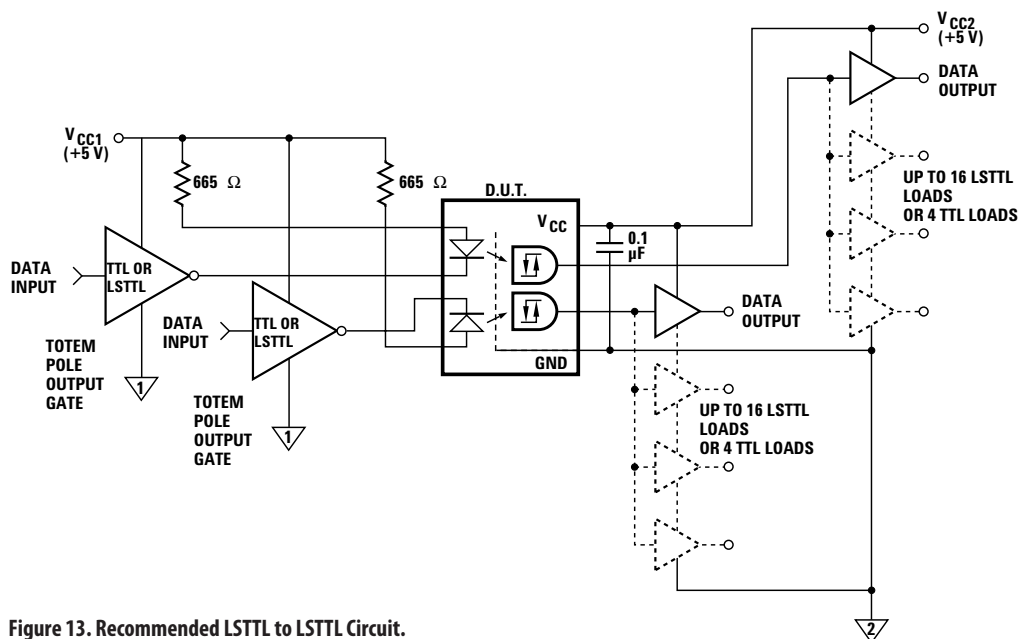 V CC2
(+5 V)
DATA
OUTPUT
V CC1
(+5 V)
665 Ω
665 Ω
D.U.T.
V CC
0.1
µF
UP TO 16 LSTTL
LOADS
OR 4 TTL LOADS
DATA
INPUT
TTL OR
LSTTL
DATA
INPUT
TTL OR
LSTTL
DATA
OUTPUT
GND
TOTEM
POLE
OUTPUT
GATE
1
TOTEM
POLE
OUTPUT
GATE
1
UP TO 16 LSTTL
LOADS
OR 4 TTL LOADS
2
Figure 13. Recommended LSTTL to LSTTL Circuit.